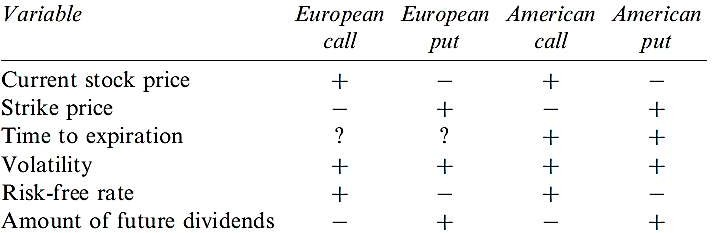 Variable European call European put American call American put
Current stock price + − + −
Strike price − + − +
Time to expiration ? ? + +
Volatility + + + +
Risk-free rate + − + −
Amount of future dividends − + − +